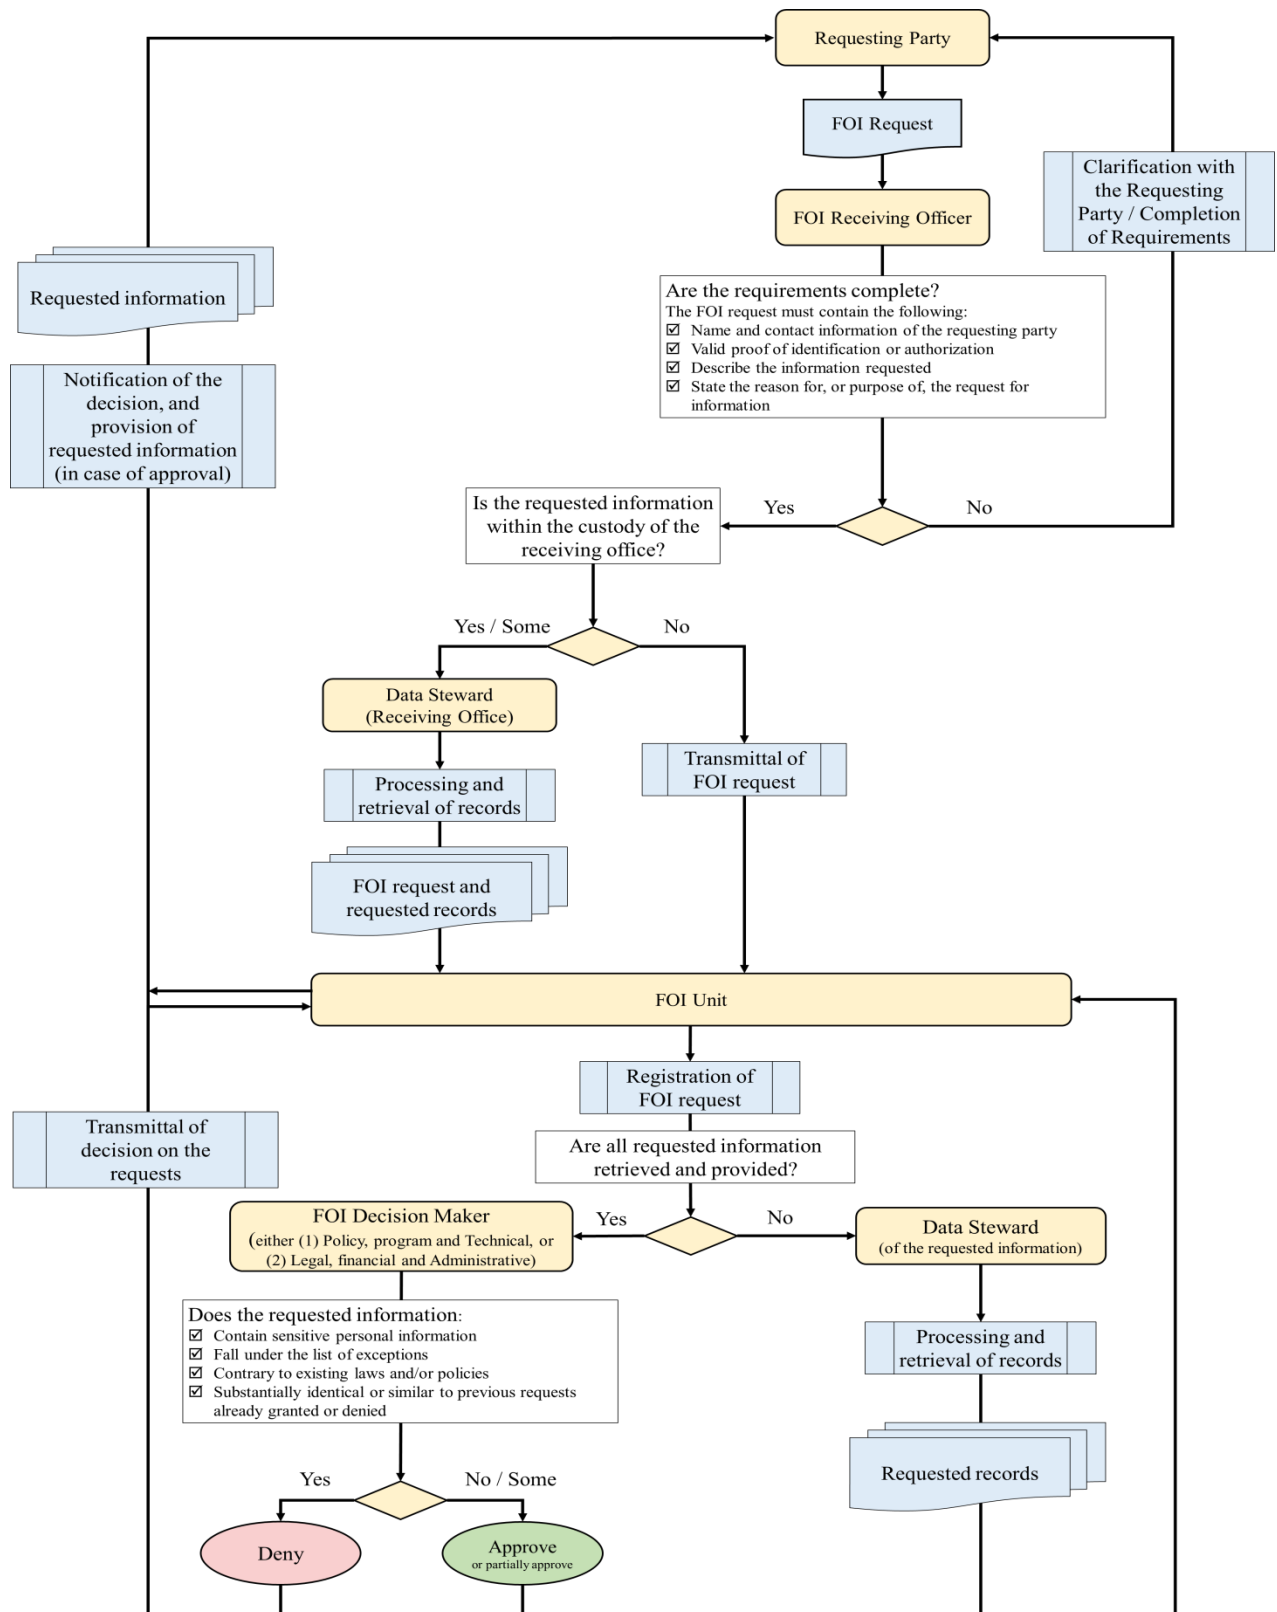 Requesting Party
FOI Request
Clarification with
the Requesting
Party / Completion
of Requirements
FOI Receiving Officer
Requested information
Are the requirements complete?
The FOI request must contain the following:
☑ Name and contact information of the requesting party
☑ Valid proof of identification or authorization
☑ Describe the information requested
☑ State the reason for, or purpose of, the request for
information
Notification of the
decision, and
provision of
requested information
(in case of approval)
Is the requested information
within the custody of the
receiving office?
Yes
No
Yes / Some
No
Data Steward
(Receiving Office)
Transmittal of
FOI request
Processing and
retrieval of records
FOI request and
requested records
FOI Unit
Registration of
FOI request
Transmittal of
decision on the
requests
Are all requested information
retrieved and provided?
Yes
No
FOI Decision Maker
(either (1) Policy, program and Technical, or
(2) Legal, financial and Administrative)
Data Steward
(of the requested information)
Does the requested information:
☑ Contain sensitive personal information
☑ Fall under the list of exceptions
☑ Contrary to existing laws and/or policies
☑ Substantially identical or similar to previous requests
already granted or denied
Processing and
retrieval of records
Requested records
Yes
No / Some
Deny
Approve
or partially approve